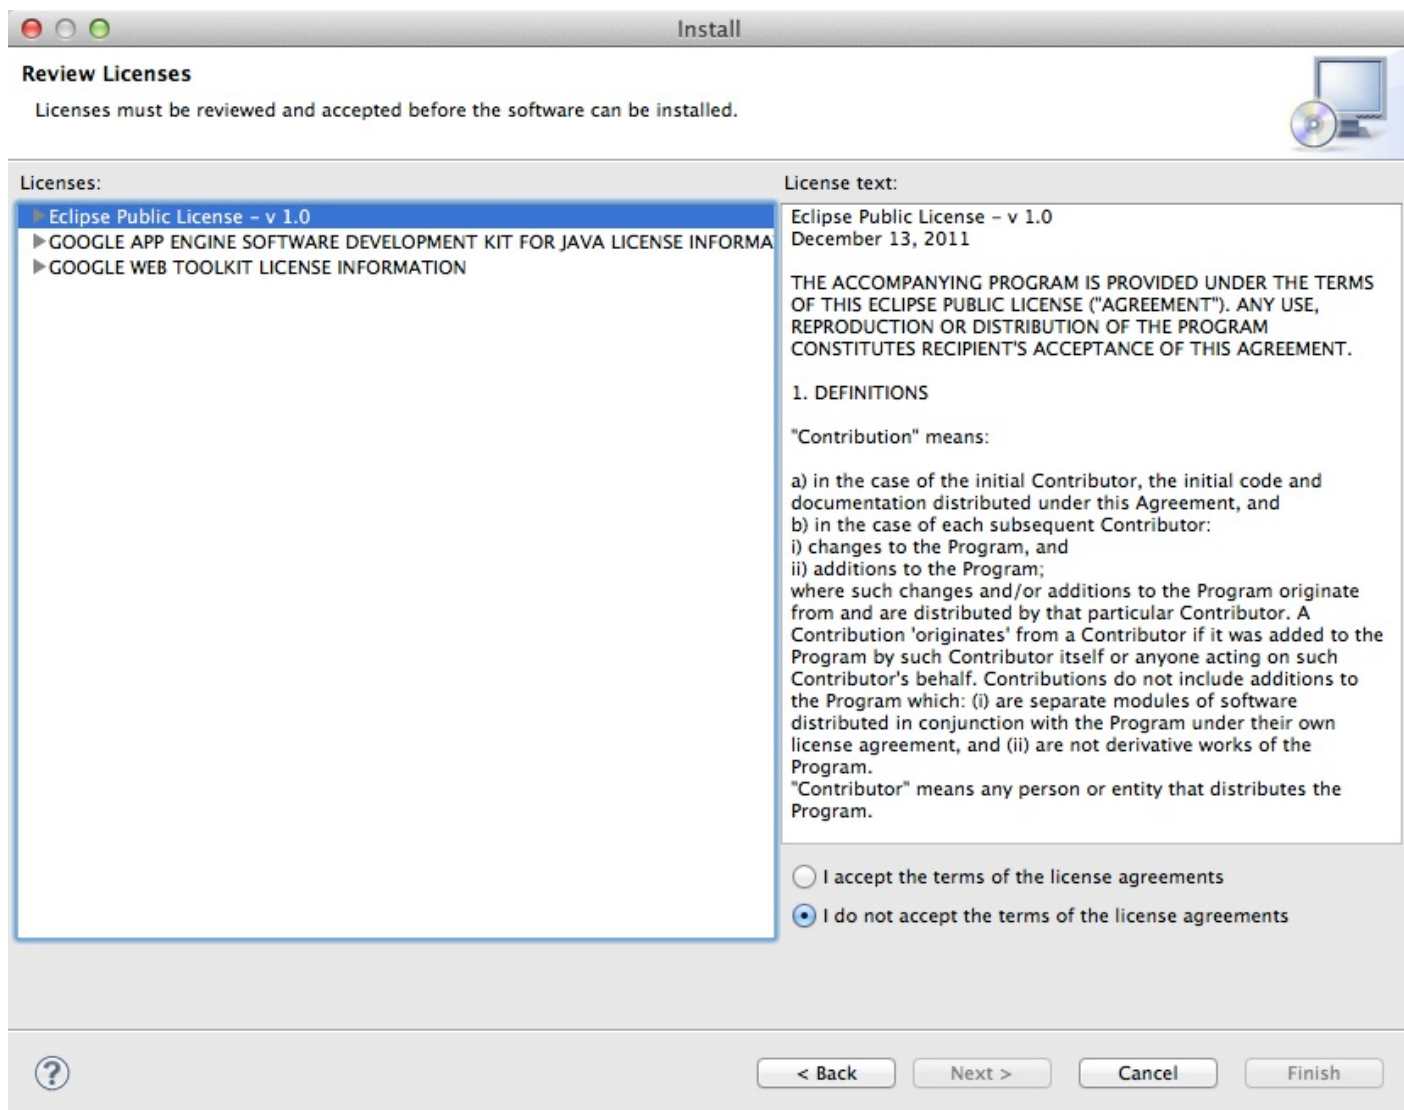 Install
Review Licenses
Licenses must be reviewed and accepted before the software can be installed.
Licenses:
Eclipse Public License – v 1.0
GOOGLE APP ENGINE SOFTWARE DEVELOPMENT KIT FOR JAVA LICENSE INFORMA
GOOGLE WEB TOOLKIT LICENSE INFORMATION
License text:
Eclipse Public License – v 1.0
December 13, 2011
THE ACCOMPANYING PROGRAM IS PROVIDED UNDER THE TERMS
OF THIS ECLIPSE PUBLIC LICENSE ("AGREEMENT"). ANY USE,
REPRODUCTION OR DISTRIBUTION OF THE PROGRAM
CONSTITUTES RECIPIENT'S ACCEPTANCE OF THIS AGREEMENT.
1. DEFINITIONS
"Contribution" means:
a) in the case of the initial Contributor, the initial code and
documentation distributed under this Agreement, and
b) in the case of each subsequent Contributor:
i) changes to the Program, and
ii) additions to the Program;
where such changes and/or additions to the Program originate
from and are distributed by that particular Contributor. A
Contribution 'originates' from a Contributor if it was added to the
Program by such Contributor itself or anyone acting on such
Contributor's behalf. Contributions do not include additions to
the Program which: (i) are separate modules of software
distributed in conjunction with the Program under their own
license agreement, and (ii) are not derivative works of the
Program.
"Contributor" means any person or entity that distributes the
Program.
I accept the terms of the license agreements
I do not accept the terms of the license agreements
?
< Back
Next >
Cancel
Finish